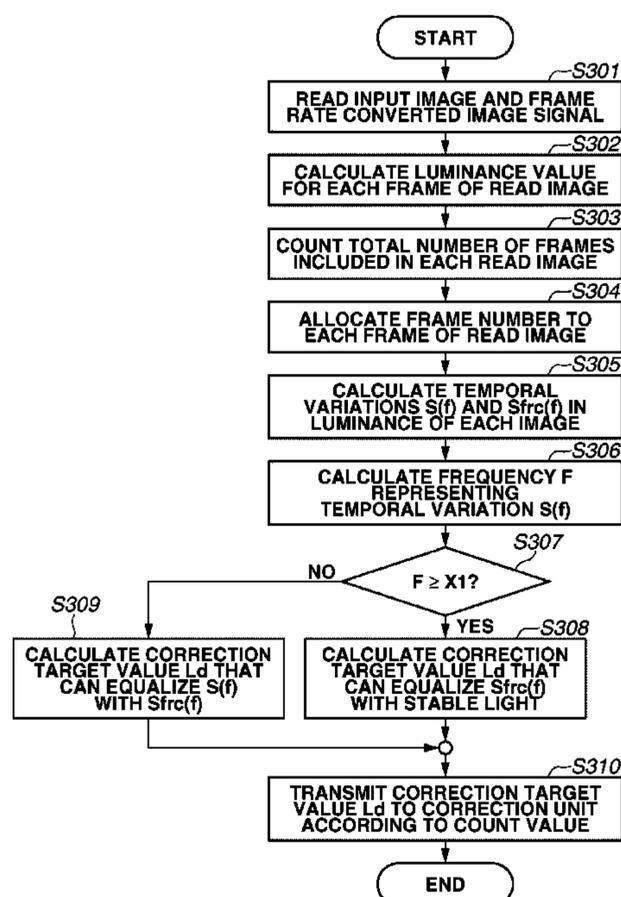 START
S301
READ INPUT IMAGE AND FRAME
RATE CONVERTED IMAGE SIGNAL
S302
CALCULATE LUMINANCE VALUE
FOR EACH FRAME OF READ IMAGE
S303
COUNT TOTAL NUMBER OF FRAMES
INCLUDED IN EACH READ IMAGE
S304
ALLOCATE FRAME NUMBER TO
EACH FRAME OF READ IMAGE
S305
CALCULATE TEMPORAL
VARIATIONS S(f) AND Sfrc(f) IN
LUMINANCE OF EACH IMAGE
S306
CALCULATE FREQUENCY F
REPRESENTING
TEMPORAL VARIATION S(f)
S307
F ≥ X1?
NO
YES
S309
CALCULATE CORRECTION
TARGET VALUE Ld THAT
CAN EQUALIZE S(f)
WITH Sfrc(f)
S308
CALCULATE CORRECTION
TARGET VALUE Ld THAT
CAN EQUALIZE Sfrc(f)
WITH STABLE LIGHT
S310
TRANSMIT CORRECTION TARGET
VALUE Ld TO CORRECTION UNIT
ACCORDING TO COUNT VALUE
END